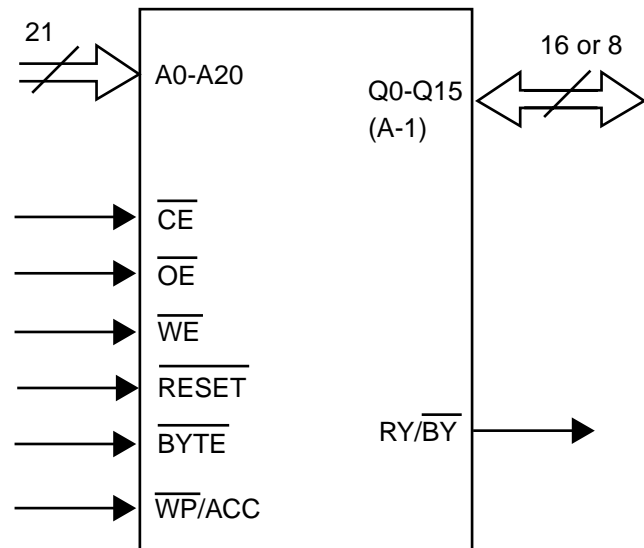 21
16 or 8
A0-A20
Q0-Q15
(A-1)
CE
OE
WE
RESET
BYTE
RY/BY
WP/ACC